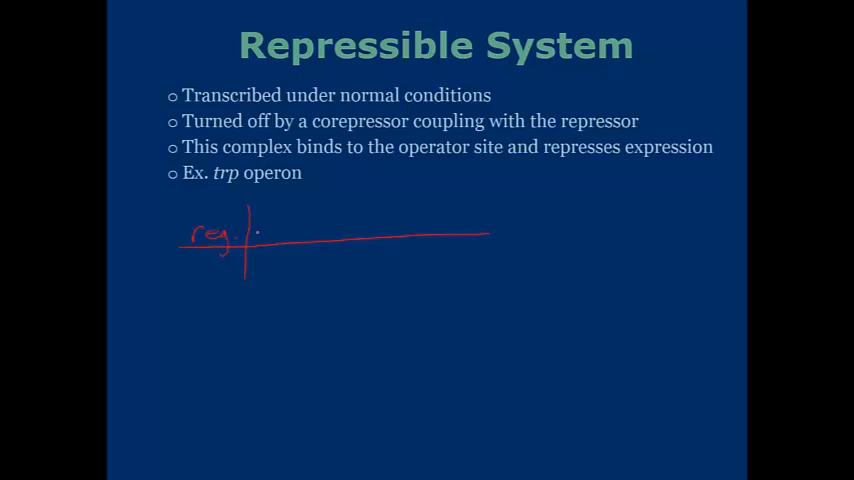 Repressible System
o Transcribed under normal conditions
o Turned off by a corepressor coupling with the repressor
o This complex binds to the operator site and represses expression
o Ex. trp operon
reg.